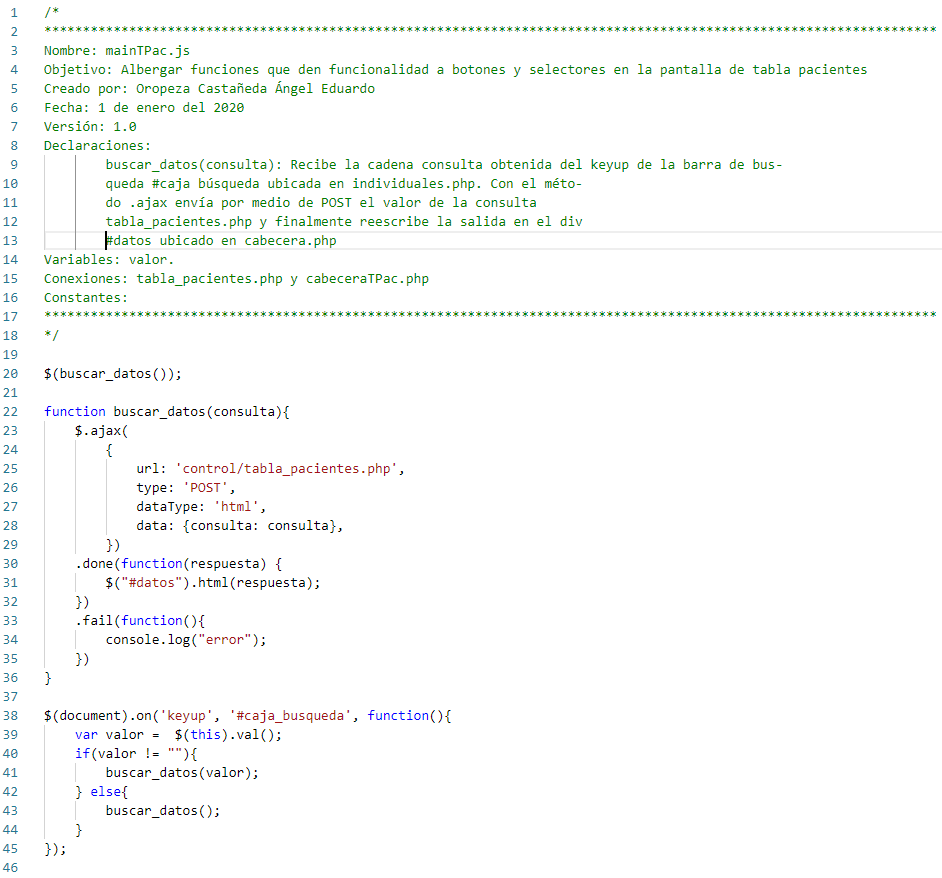 1 /*
2 ********************************************************************************************************************
3 Nombre: mainTPac.js
4 Objetivo: Albergar funciones que den funcionalidad a botones y selectores en la pantalla de tabla pacientes
5 Creado por: Oropeza Castañeda Ángel Eduardo
6 Fecha: 1 de enero del 2020
7 Versión: 1.0
8 Declaraciones:
9 buscar_datos(consulta): Recibe la cadena consulta obtenida del keyup de la barra de bus-
10 queda #caja búsqueda ubicada en individuales.php. Con el méto-
11 do .ajax envía por medio de POST el valor de la consulta
12 tabla_pacientes.php y finalmente reescribe la salida en el div
13 #datos ubicado en cabecera.php
14 Variables: valor.
15 Conexiones: tabla_pacientes.php y cabeceraTPac.php
16 Constantes:
17 ********************************************************************************************************************
18 */
19
20 $(buscar_datos());
21
22 function buscar_datos(consulta){
23 $.ajax(
24 {
25 url: 'control/tabla_pacientes.php',
26 type: 'POST',
27 dataType: 'html',
28 data: {consulta: consulta},
29 })
30 .done(function(respuesta) {
31 $("#datos").html(respuesta);
32 })
33 .fail(function(){
34 console.log("error");
35 })
36 }
37
38 $(document).on('keyup', '#caja_busqueda', function(){
39 var valor =  $(this).val();
40 if(valor != ""){
41 buscar_datos(valor);
42 } else{
43 buscar_datos();
44 }
45 });
46